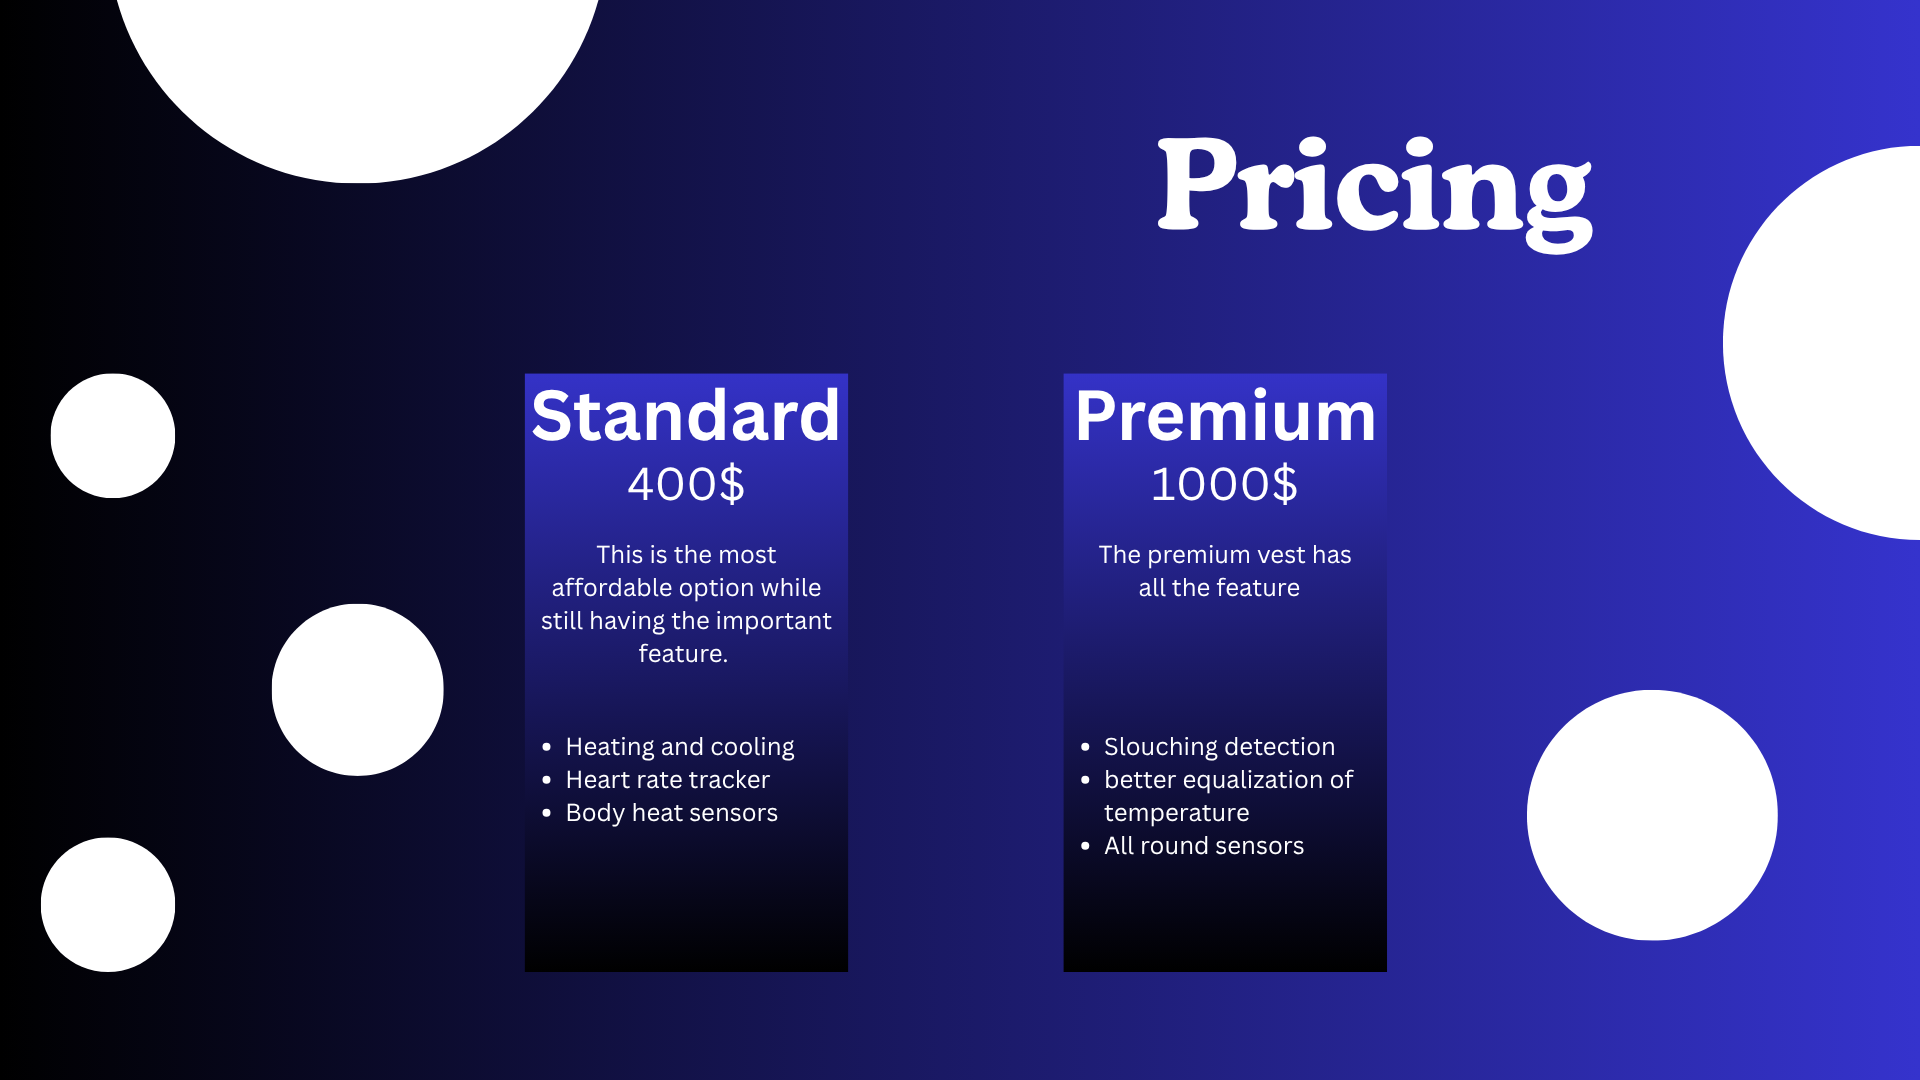 Pricing
Standard
400$
This is the most
affordable option while
still having the important
feature.
• Heating and cooling
• Heart rate tracker
• Body heat sensors
Premium
1000$
The premium vest has
all the feature
• Slouching detection
• better equalization of
temperature
• All round sensors